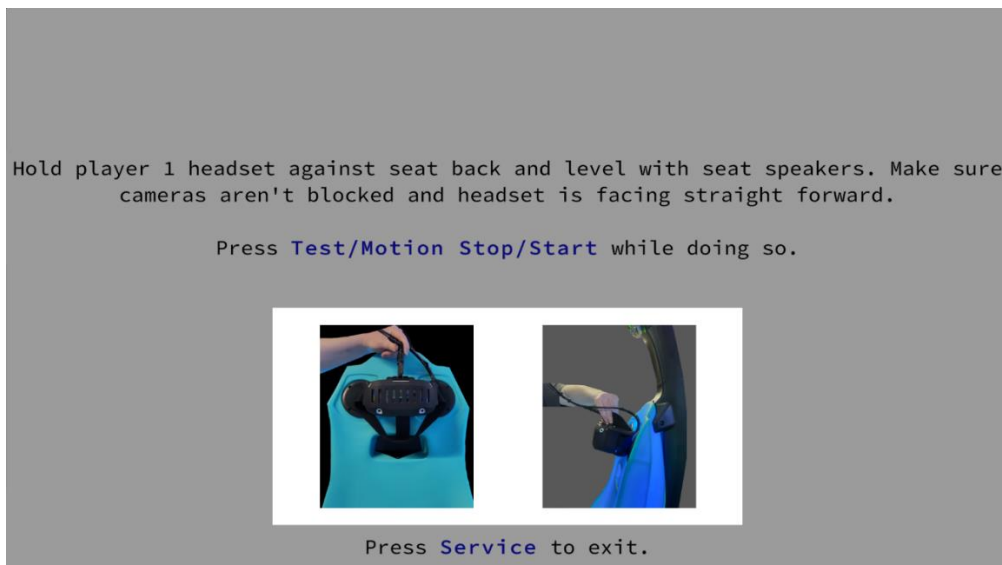 Hold player 1 headset against seat back and level with seat speakers. Make sure
cameras aren't blocked and headset is facing straight forward.
Press Test/Motion Stop/Start while doing so.
Press Service to exit.